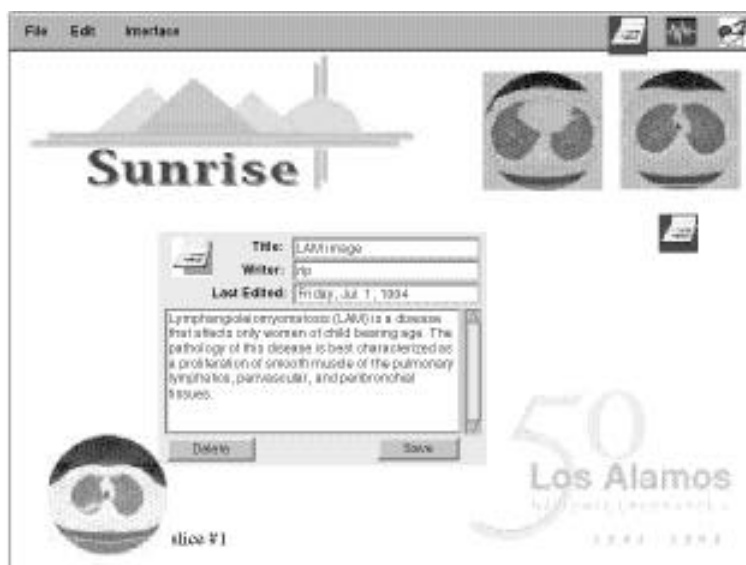 File Edit Interface
Sunrise
Title: LAM image
Writer: rlp
Last Edited: Friday, Jul. 1, 1994
Lymphangioleiomyomatosis (LAM) is a disease
that affects only women of child bearing age. The
pathology of this disease is best characterized as
a proliferation of smooth muscle of the pulmonary
lymphatics, perivascular, and peribronchial
tissues.
Delete Save
50
Los Alamos
slice #1